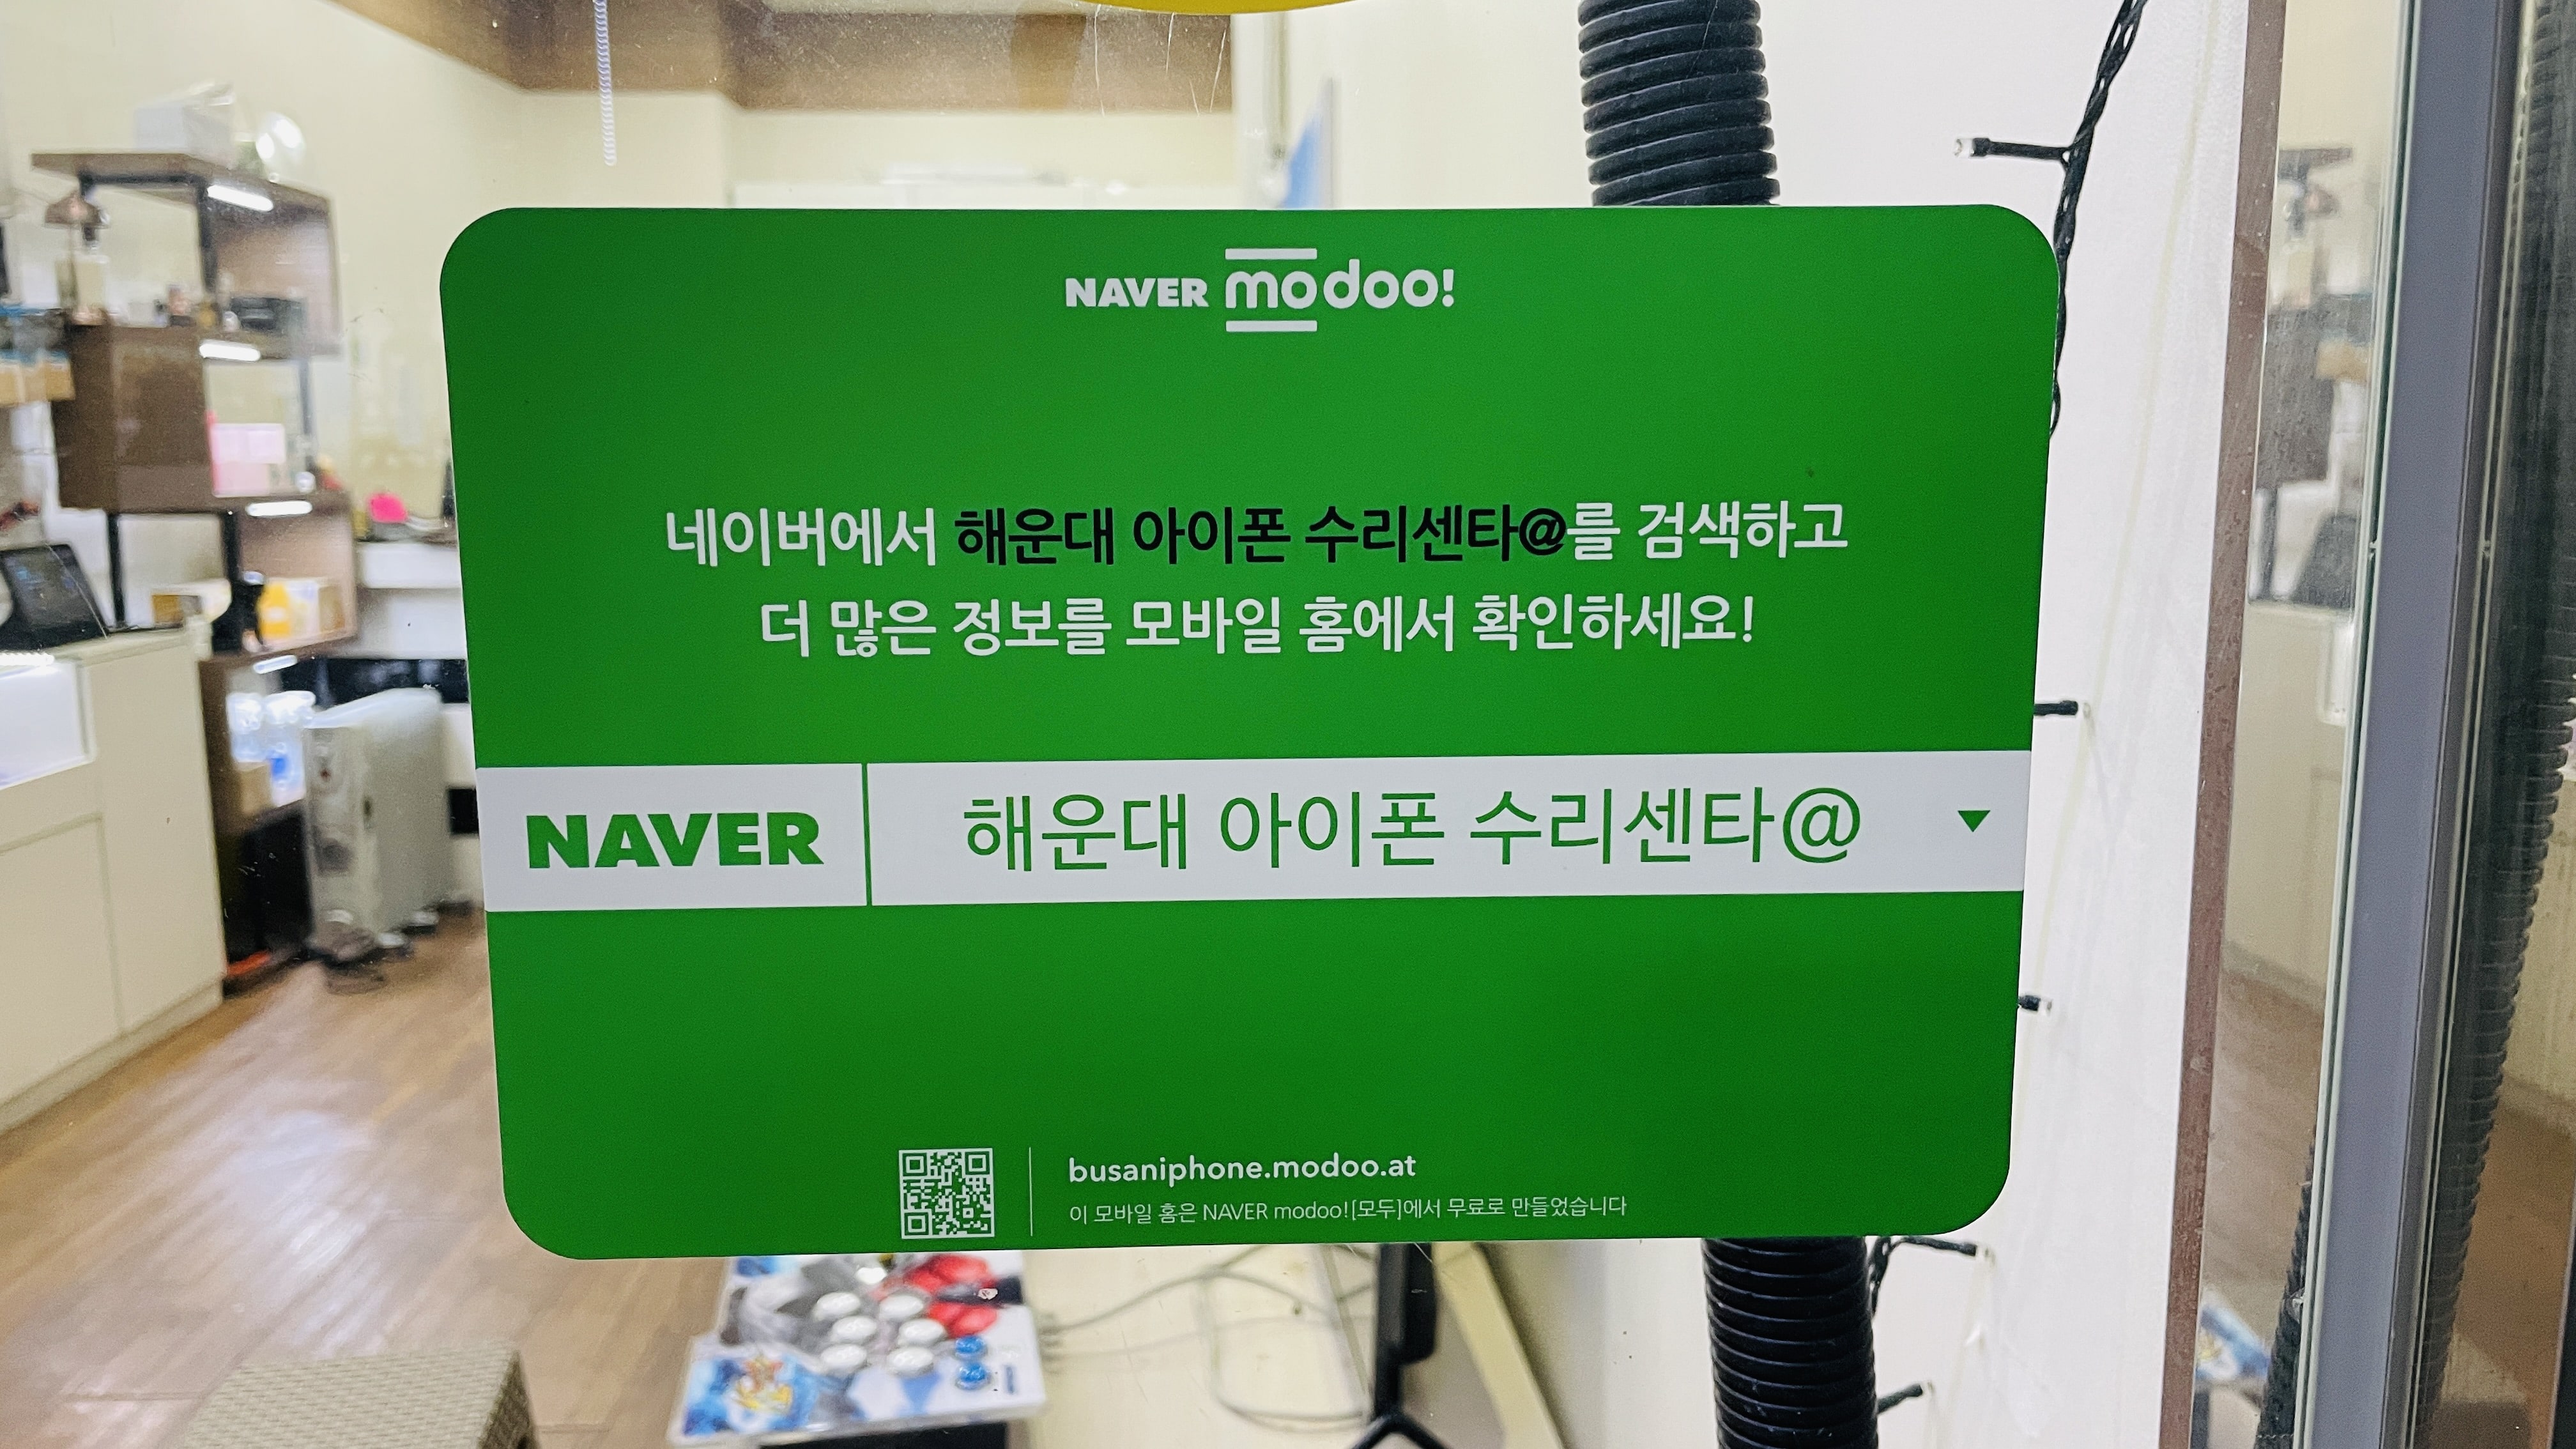 NAVER modoo!
네이버에서 해운대 아이폰 수리센타@를 검색하고
더 많은 정보를 모바일 홈에서 확인하세요!
NAVER 해운대 아이폰 수리센타@
busaniphone.modoo.at
이 모바일 홈은 NAVER modoo![모두]에서 무료로 만들었습니다